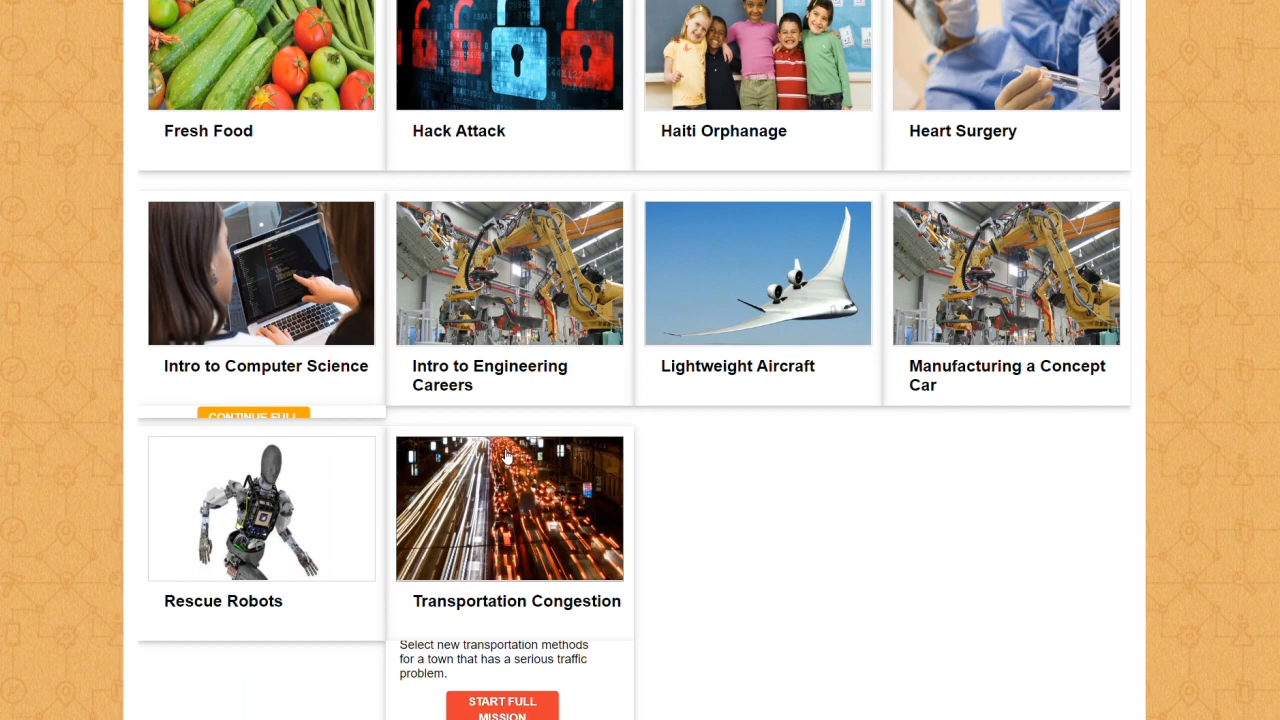 Fresh Food
Hack Attack
Haiti Orphanage
Heart Surgery
Intro to Computer Science
Intro to Engineering
Careers
Lightweight Aircraft
Manufacturing a Concept
Car
CONTINUE FULL
Rescue Robots
Transportation Congestion
Select new transportation methods
for a town that has a serious traffic
problem.
START FULL
MISSION